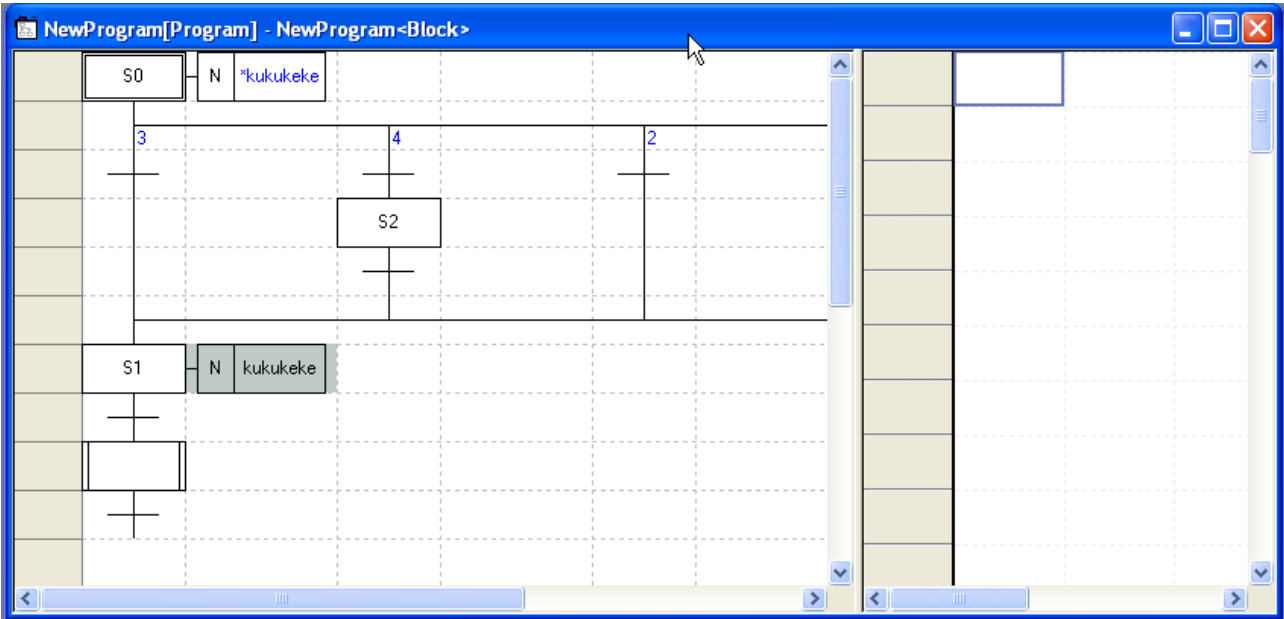 NewProgram[Program] - NewProgram<Block>
S0 N *kukukeke
3 4 2
S2
S1 N kukukeke